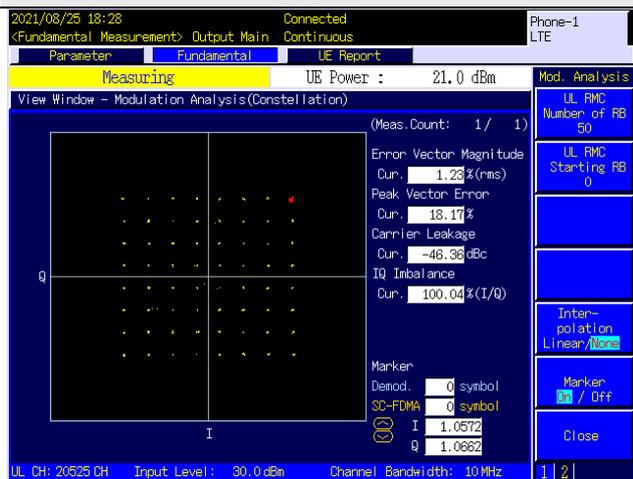 2021/08/25 18:28 Connected Phone-1
<Fundamental Measurement> Output Main Continuous LTE
Parameter Fundamental UE Report
Measuring UE Power : 21.0 dBm Mod. Analysis
View Window - Modulation Analysis(Constellation)
UL RMC
Number of RB
50
(Meas.Count: 1/ 1)
Error Vector Magnitude
Cur. 1.23 %(rms)
UL RMC
Starting RB
0
Peak Vector Error
Cur. 18.17 %
Carrier Leakage
Cur. -46.36 dBc
IQ Imbalance
Cur. 100.04 %(I/Q)
Q
I
Inter-
polation
Linear/None
Marker
Demod. 0 symbol
SC-FDMA 0 symbol
I 1.0572
Q 1.0662
Marker
On / Off
Close
UL CH: 20525 CH Input Level: 30.0 dBm Channel Bandwidth: 10 MHz 1 2